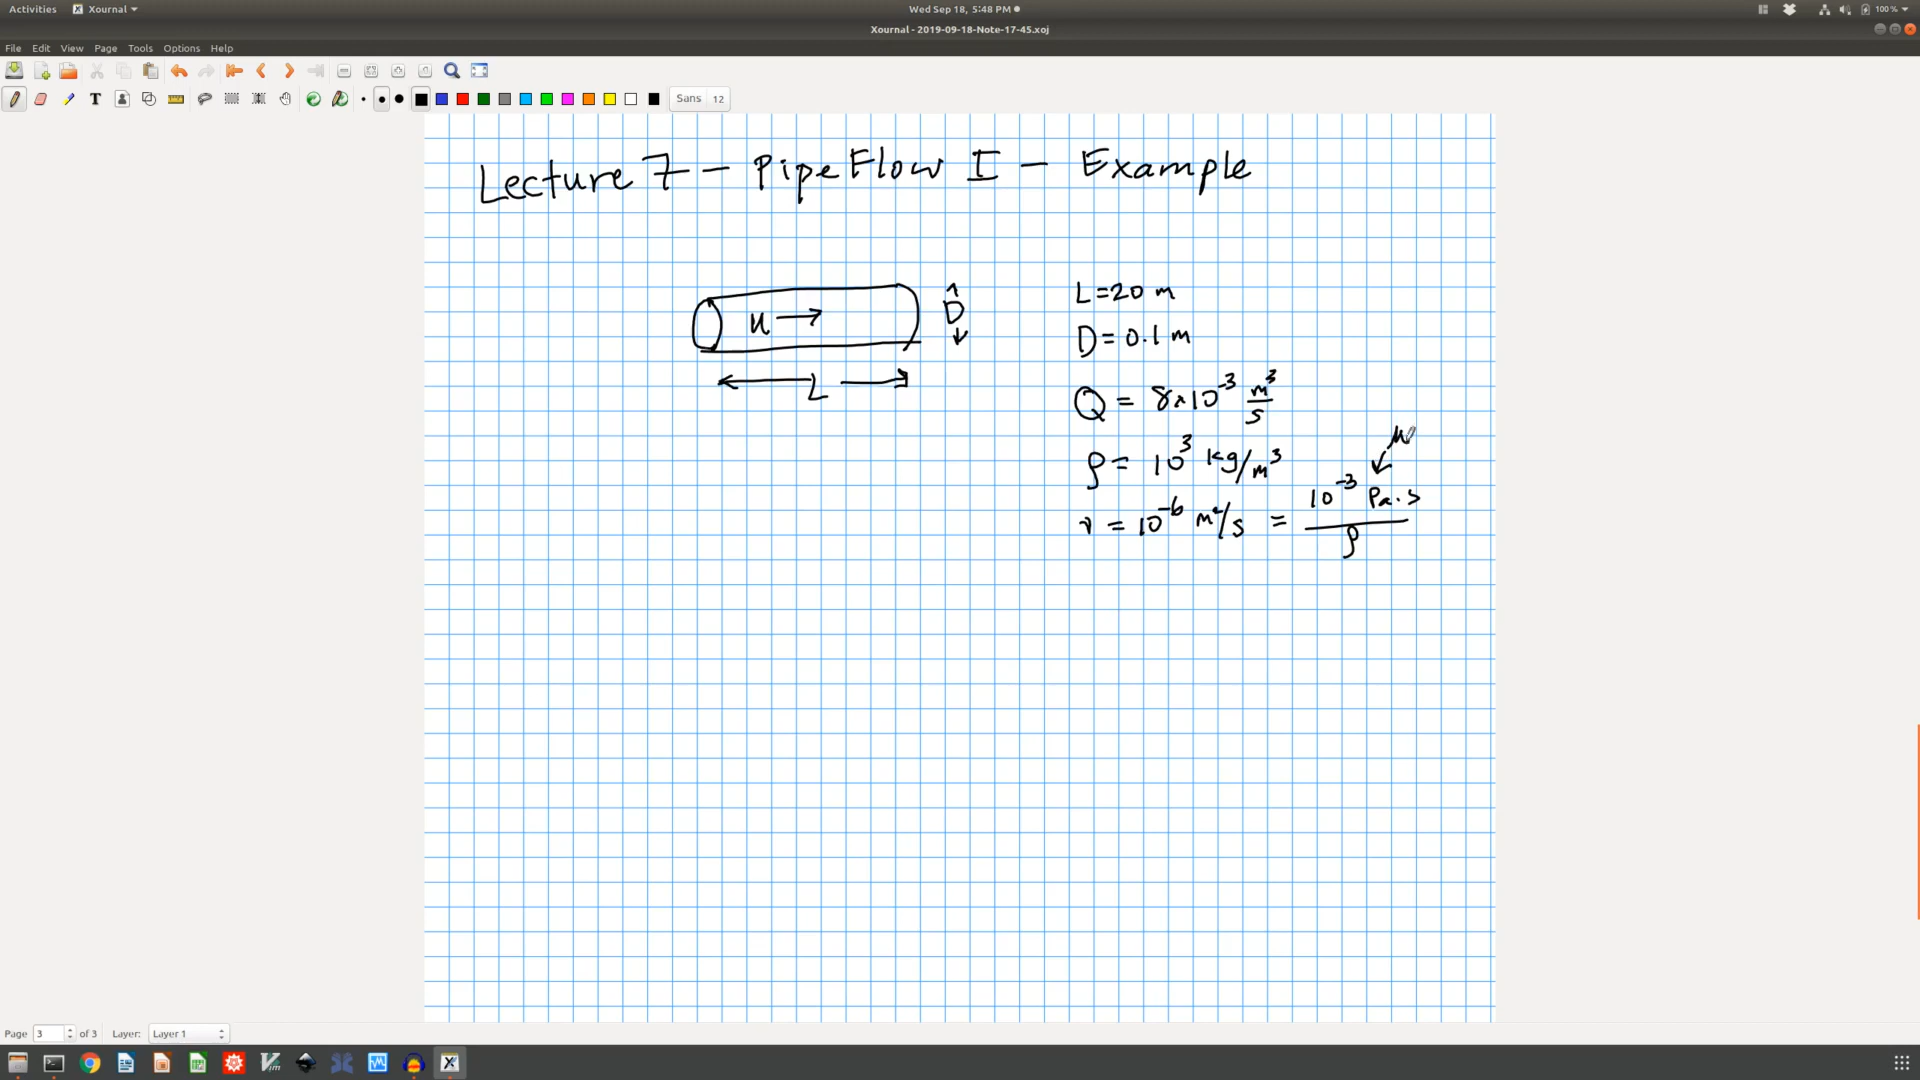 Activities Xournal Wed Sep 18, 5:48 PM 100 %
Xournal - 2019-09-18-Note-17-45.xoj
File Edit View Page Tools Options Help
Sans 12
Lecture 7 - Pipe Flow I - Example
u → D
L
L = 20 m
D = 0.1 m
Q = 8×10⁻³ m³/s
ρ = 10³ kg/m³
μ
ν = 10⁻⁶ m²/s = 10⁻³ Pa.s / ρ
Page 3 of 3 Layer: Layer 1